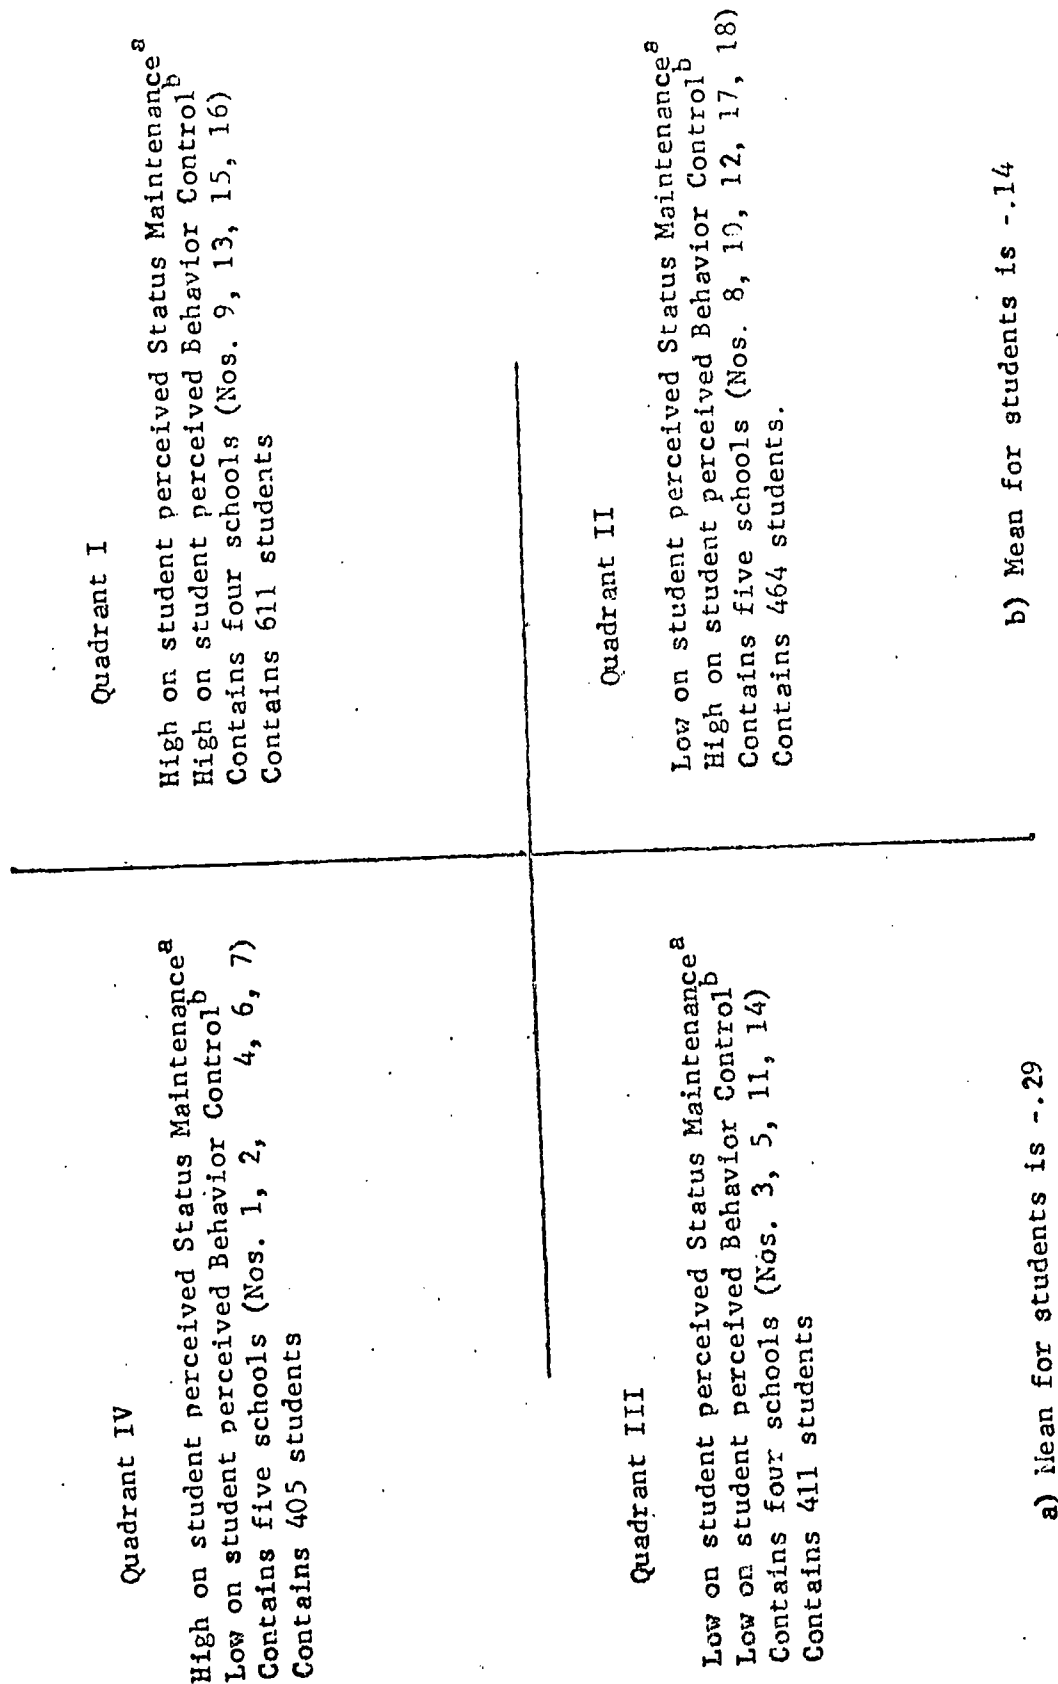 Quadrant IV
High on student perceived Status Maintenance^a
Low on student perceived Behavior Control^b
Contains five schools (Nos. 1, 2, 4, 6, 7)
Contains 405 students
Quadrant I
High on student perceived Status Maintenance^a
High on student perceived Behavior Control^b
Contains four schools (Nos. 9, 13, 15, 16)
Contains 611 students
Quadrant III
Low on student perceived Status Maintenance^a
Low on student perceived Behavior Control^b
Contains four schools (Nos. 3, 5, 11, 14)
Contains 411 students
Quadrant II
Low on student perceived Status Maintenance^a
High on student perceived Behavior Control^b
Contains five schools (Nos. 8, 10, 12, 17, 18)
Contains 464 students.
a) Mean for students is -.29
b) Mean for students is -.14